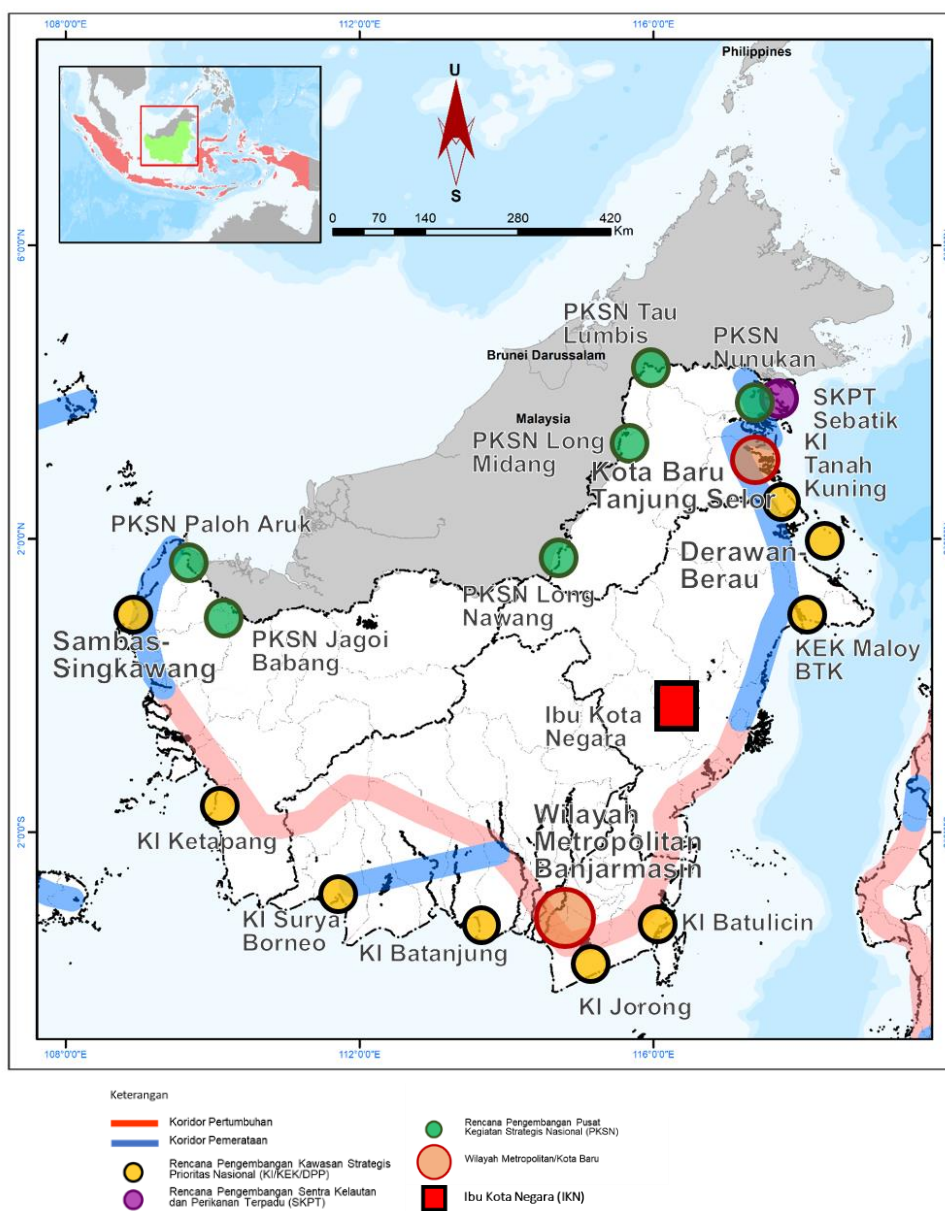 108°0'0"E
112°0'0"E
116°0'0"E
Philippines
U
S
0 70 140 280 420
Km
6°0'0"N
PKSN Tau
Lumbis
PKSN
Nunukan
Brunei Darussalam
SKPT
Sebatik
Malaysia
PKSN Long
Midang
KI
Tanah
Kuning
Kota Baru
Tanjung Selor
PKSN Paloh Aruk
2°0'0"N
Derawan-
Berau
PKSN Long
Nawang
Sambas-
Singkawang
PKSN Jagoi
Babang
KEK Maloy
BTK
Ibu Kota
Negara
Wilayah
Metropolitan
Banjarmasin
2°0'0"S
KI Ketapang
KI Surya
Borneo
KI Batanjung
KI Batulicin
KI Jorong
108°0'0"E
112°0'0"E
116°0'0"E
Keterangan
Koridor Pertumbuhan
Koridor Pemerataan
Rencana Pengembangan Kawasan Strategis
Prioritas Nasional (KI/KEK/DPP)
Rencana Pengembangan Sentra Kelautan
dan Perikanan Terpadu (SKPT)
Rencana Pengembangan Pusat
Kegiatan Strategis Nasional (PKSN)
Wilayah Metropolitan/Kota Baru
Ibu Kota Negara (IKN)